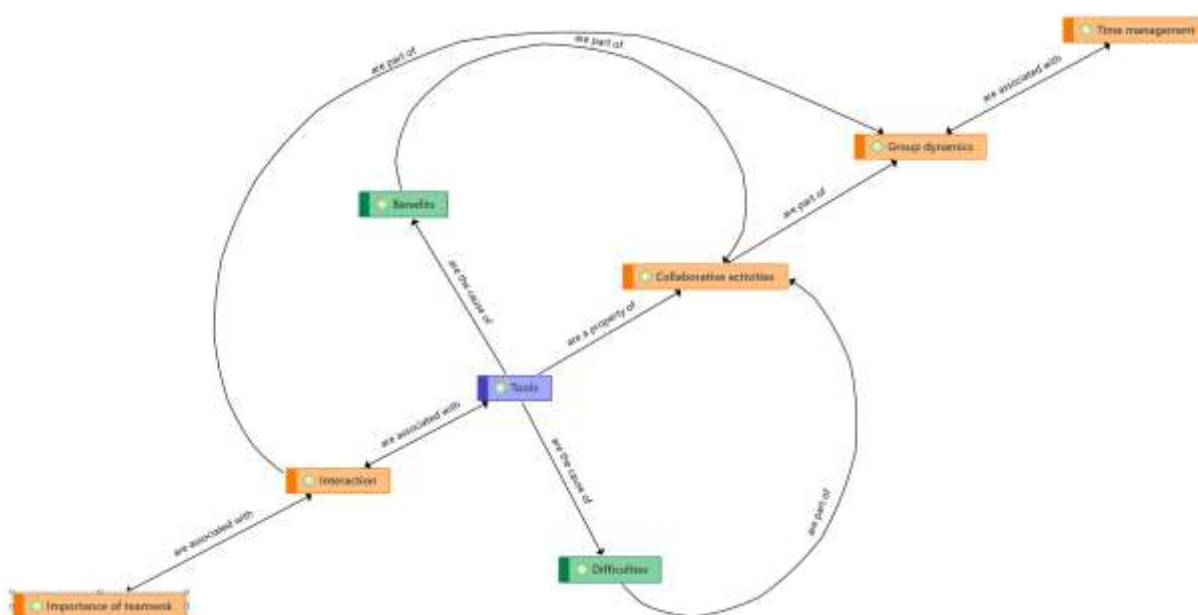 Time management
are associated with
Group dynamics
are part of
are part of
Benefits
are part of
Collaborative activities
are the cause of
are a property of
Tools
are associated with
are the cause of
Interaction
are part of
are associated with
Difficulties
Importance of teamwork